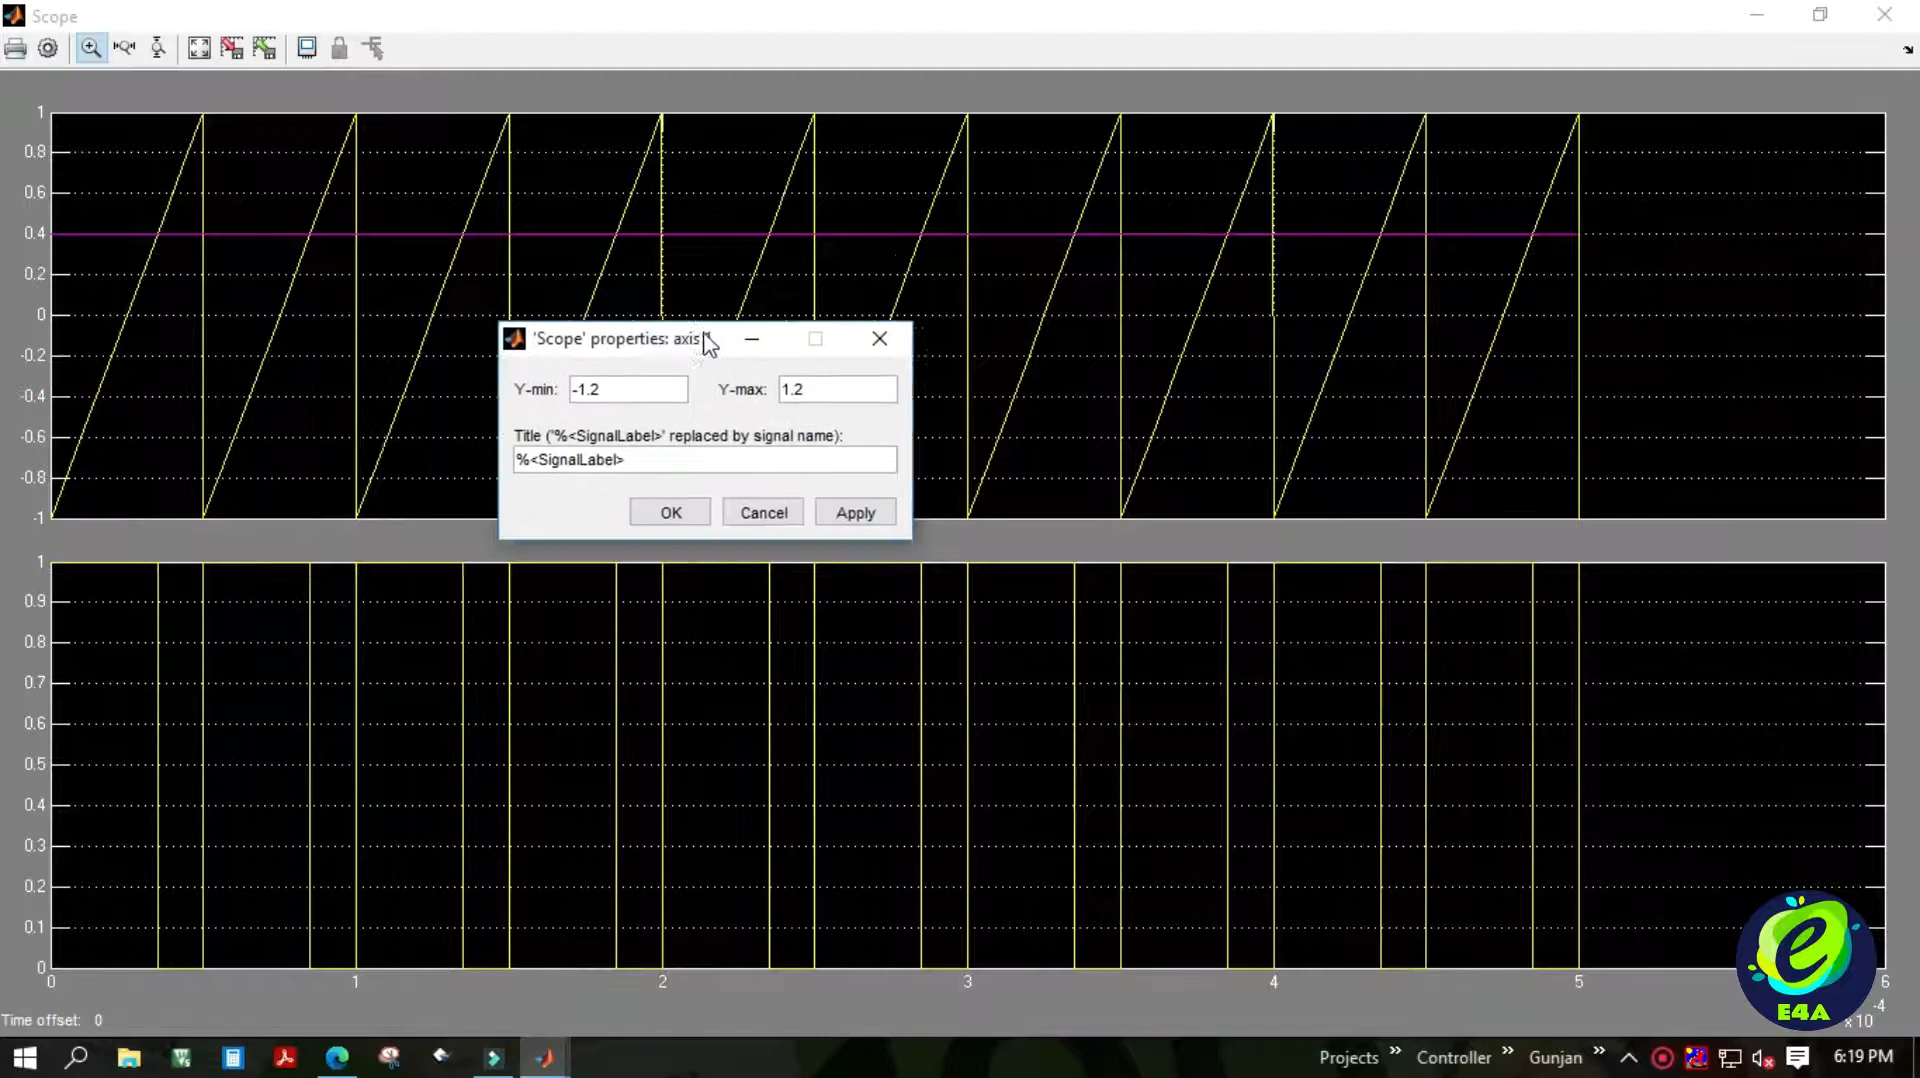 Scope
1
0.8
0.6
0.4
0.2
0
-0.2
-0.4
-0.6
-0.8
-1
'Scope' properties: axis
Y-min: -1.2 Y-max: 1.2
Title ('%<SignalLabel>' replaced by signal name):
%<SignalLabel>
OK Cancel Apply
1
0.9
0.8
0.7
0.6
0.5
0.4
0.3
0.2
0.1
0
0 1 2 3 4 5 6
x 10 -4
Time offset: 0
E4A
Projects » Controller » Gunjan » 6:19 PM